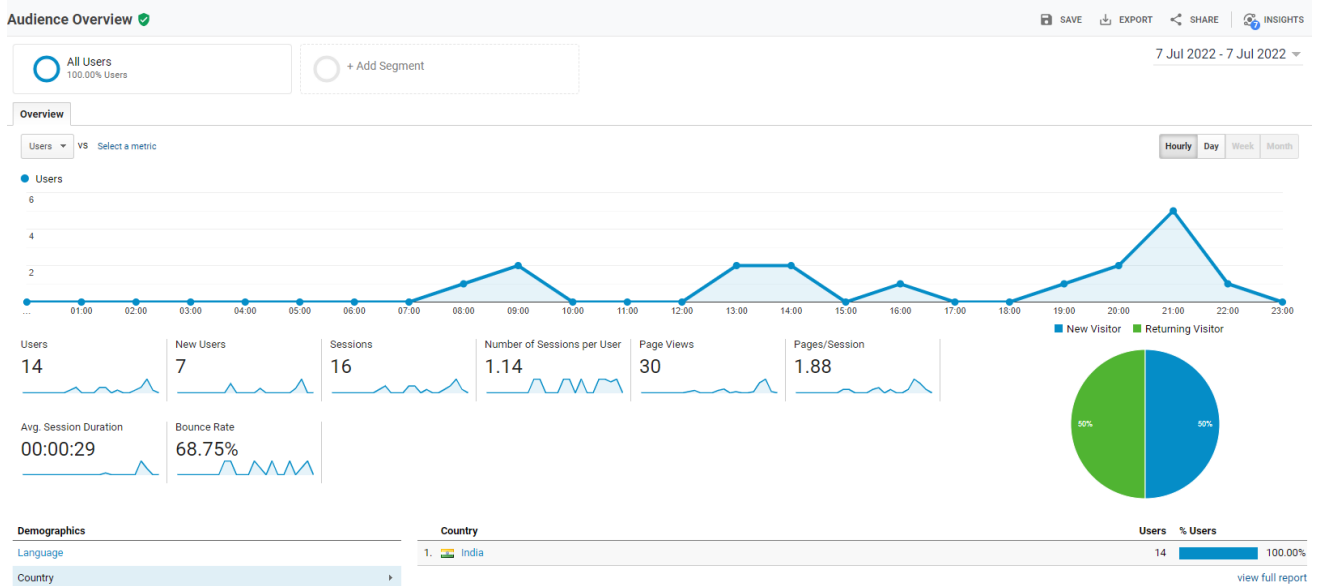 Audience Overview
SAVE EXPORT SHARE 7 INSIGHTS
All Users
100.00% Users
+ Add Segment
7 Jul 2022 - 7 Jul 2022
Overview
Users VS Select a metric
Hourly Day Week Month
Users
6
4
2
... 01:00 02:00 03:00 04:00 05:00 06:00 07:00 08:00 09:00 10:00 11:00 12:00 13:00 14:00 15:00 16:00 17:00 18:00 19:00 20:00 21:00 22:00 23:00
New Visitor Returning Visitor
Users
14
New Users
7
Sessions
16
Number of Sessions per User
1.14
Page Views
30
Pages/Session
1.88
Avg. Session Duration
00:00:29
Bounce Rate
68.75%
50% 50%
Demographics
Language
Country
Country Users % Users
1. India 14 100.00%
view full report